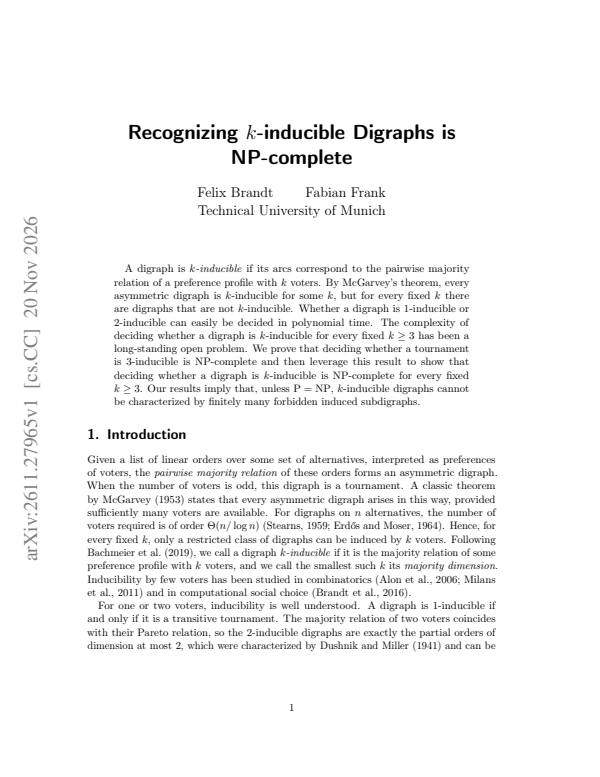 Recognizing k-inducible Digraphs is
NP-complete
Felix Brandt Fabian Frank
Technical University of Munich
arXiv:2611.27965v1 [cs.CC] 20 Nov 2026
A digraph is k-inducible if its arcs correspond to the pairwise majority
relation of a preference profile with k voters. By McGarvey's theorem, every
asymmetric digraph is k-inducible for some k, but for every fixed k there
are digraphs that are not k-inducible. Whether a digraph is 1-inducible or
2-inducible can easily be decided in polynomial time. The complexity of
deciding whether a digraph is k-inducible for every fixed k ≥ 3 has been a
long-standing open problem. We prove that deciding whether a tournament
is 3-inducible is NP-complete and then leverage this result to show that
deciding whether a digraph is k-inducible is NP-complete for every fixed
k ≥ 3. Our results imply that, unless P = NP, k-inducible digraphs cannot
be characterized by finitely many forbidden induced subdigraphs.
1. Introduction
Given a list of linear orders over some set of alternatives, interpreted as preferences
of voters, the pairwise majority relation of these orders forms an asymmetric digraph.
When the number of voters is odd, this digraph is a tournament. A classic theorem
by McGarvey (1953) states that every asymmetric digraph arises in this way, provided
sufficiently many voters are available. For digraphs on n alternatives, the number of
voters required is of order Θ(n/ log n) (Stearns, 1959; Erdős and Moser, 1964). Hence, for
every fixed k, only a restricted class of digraphs can be induced by k voters. Following
Bachmeier et al. (2019), we call a digraph k-inducible if it is the majority relation of some
preference profile with k voters, and we call the smallest such k its majority dimension.
Inducibility by few voters has been studied in combinatorics (Alon et al., 2006; Milans
et al., 2011) and in computational social choice (Brandt et al., 2016).
For one or two voters, inducibility is well understood. A digraph is 1-inducible if
and only if it is a transitive tournament. The majority relation of two voters coincides
with their Pareto relation, so the 2-inducible digraphs are exactly the partial orders of
dimension at most 2, which were characterized by Dushnik and Miller (1941) and can be
1